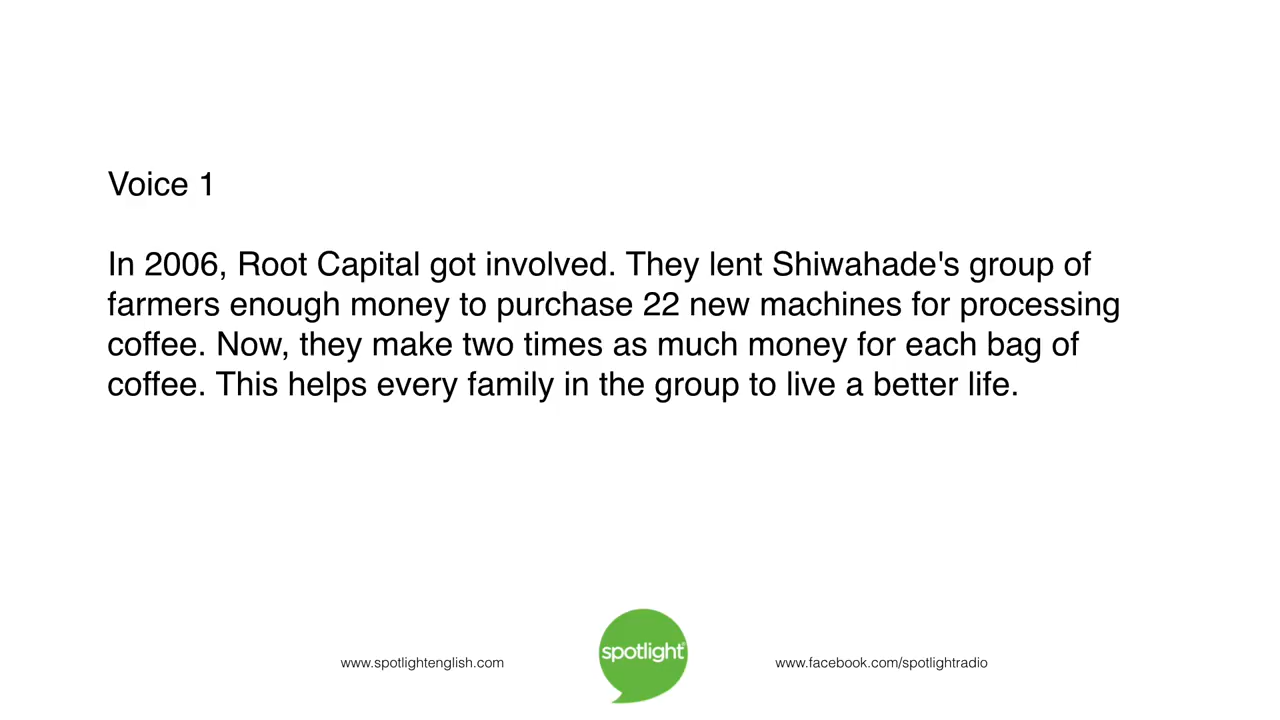 Voice 1
In 2006, Root Capital got involved. They lent Shiwahade's group of
farmers enough money to purchase 22 new machines for processing
coffee. Now, they make two times as much money for each bag of
coffee. This helps every family in the group to live a better life.
www.spotlightenglish.com
spotlight
www.facebook.com/spotlightradio